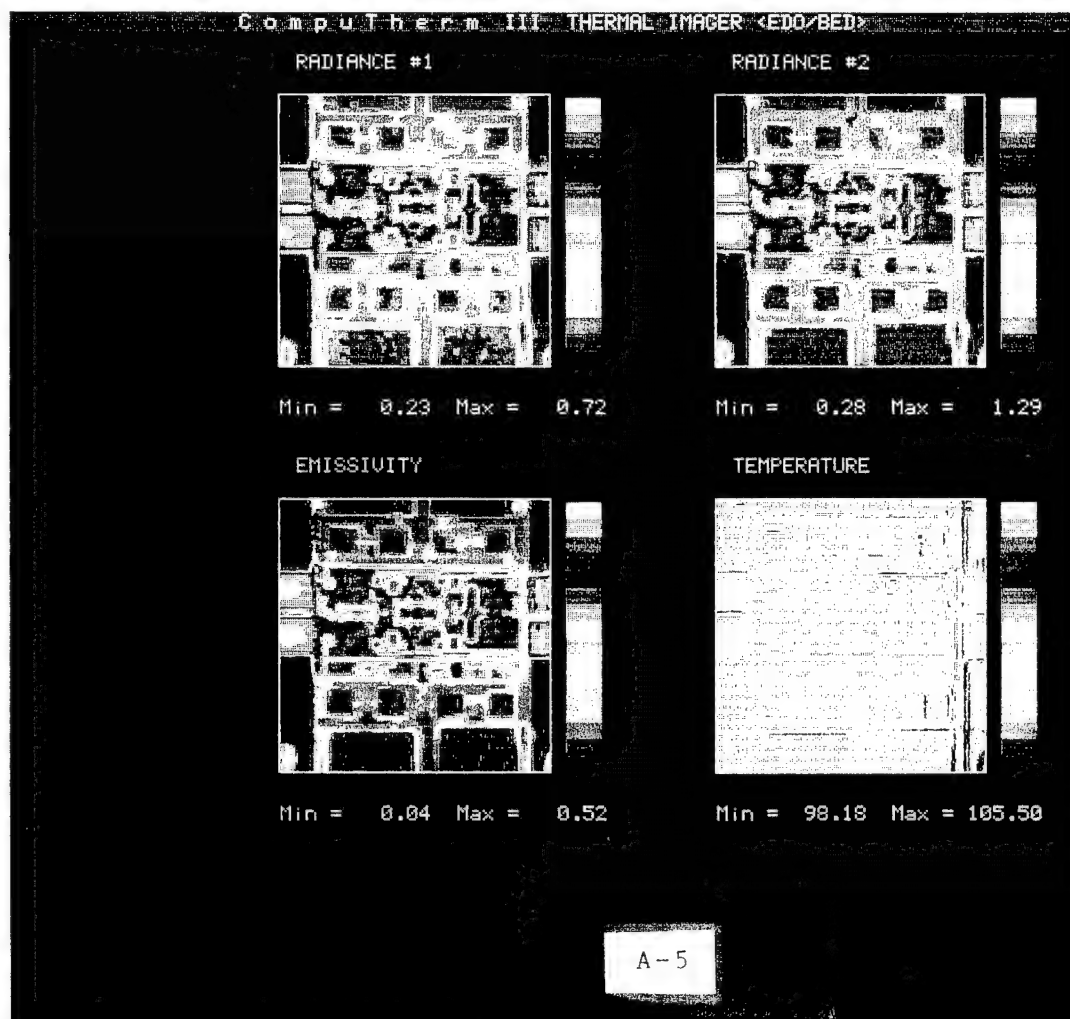 CompuTherm III THERMAL IMAGER <EDO/BED>
RADIANCE #1 RADIANCE #2
Min = 0.23 Max = 0.72 Min = 0.28 Max = 1.29
EMISSIVITY TEMPERATURE
Min = 0.04 Max = 0.52 Min = 98.18 Max = 105.50
A-5